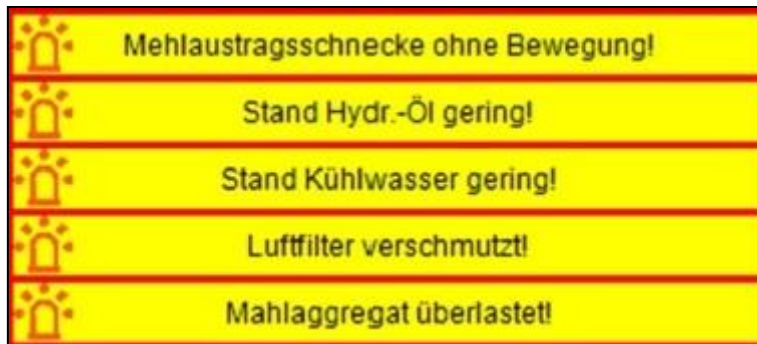 Mehlaustragsschnecke ohne Bewegung!
Stand Hydr.-Öl gering!
Stand Kühlwasser gering!
Luftfilter verschmutzt!
Mahlaggregat überlastet!